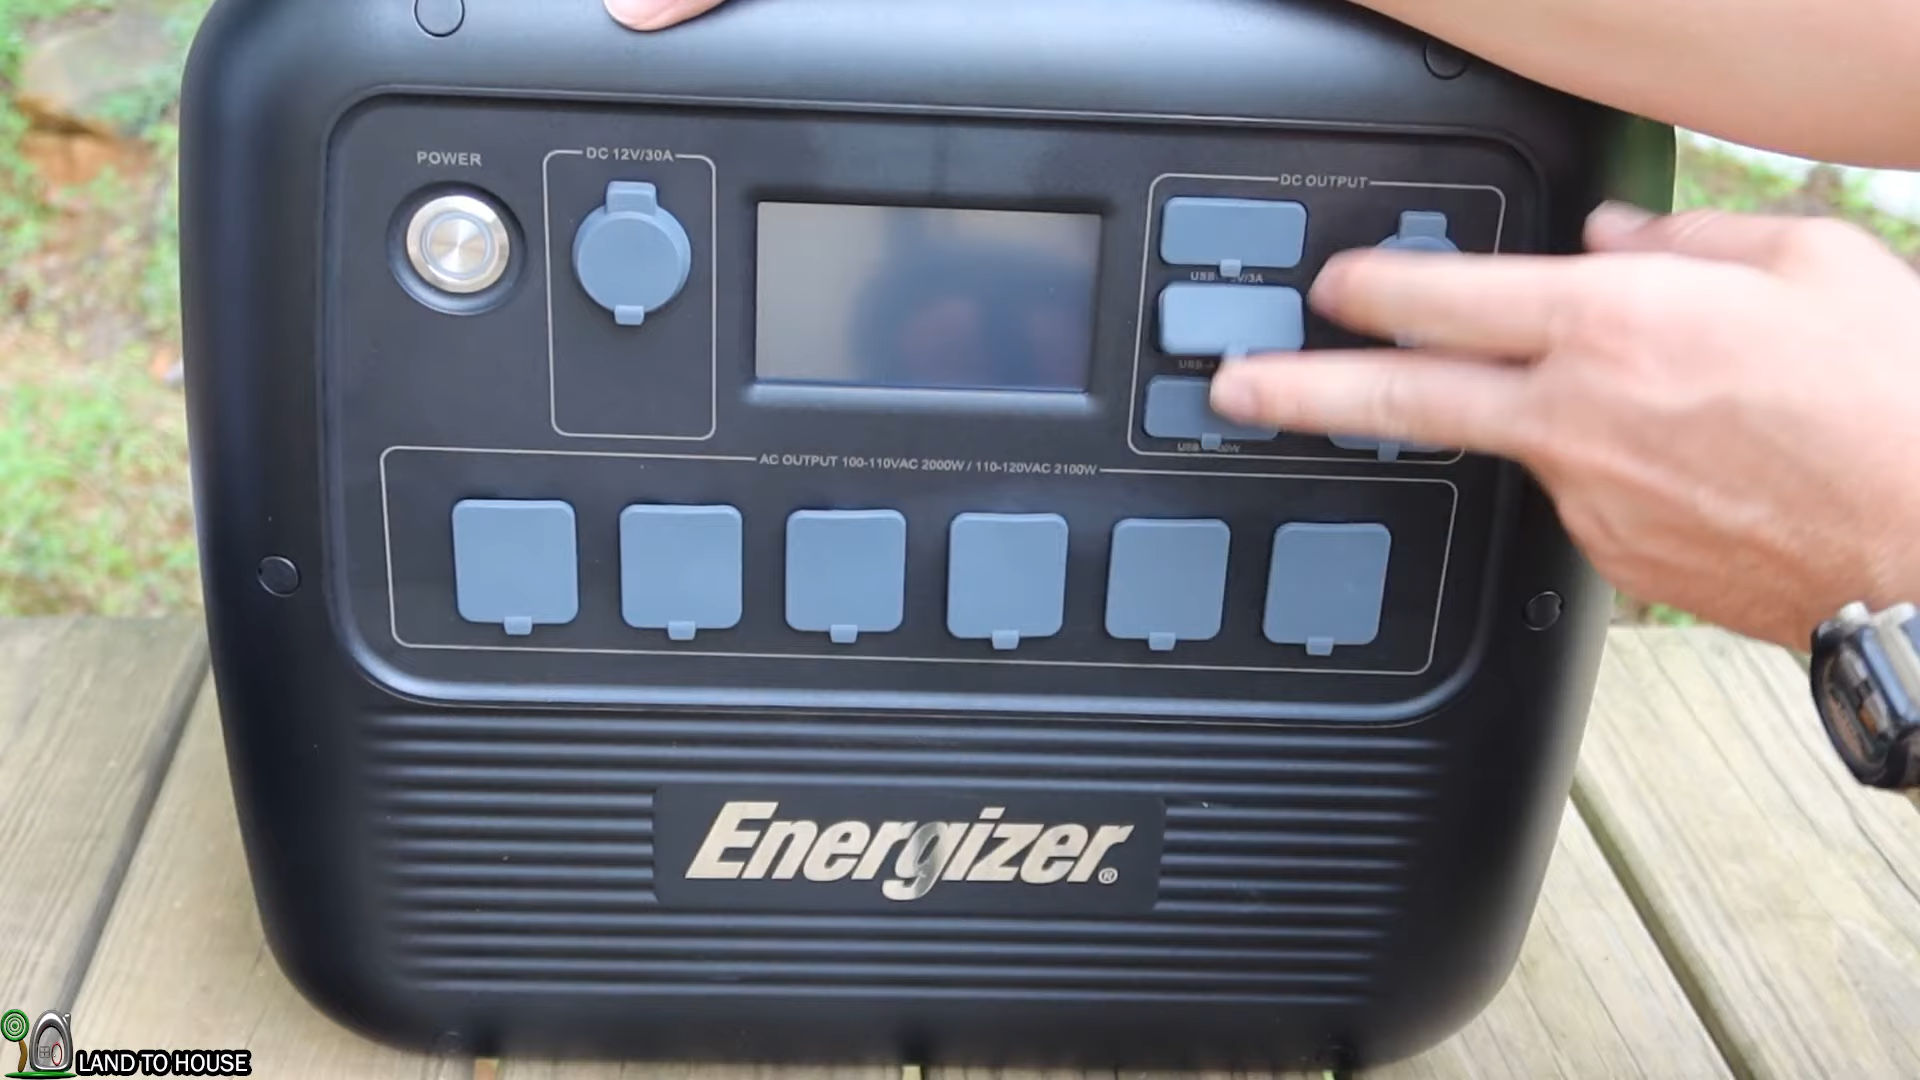 POWER
DC 12V/30A
DC OUTPUT
AC OUTPUT 100-110VAC 2000W / 110-120VAC 2100W
Energizer®
LAND TO HOUSE